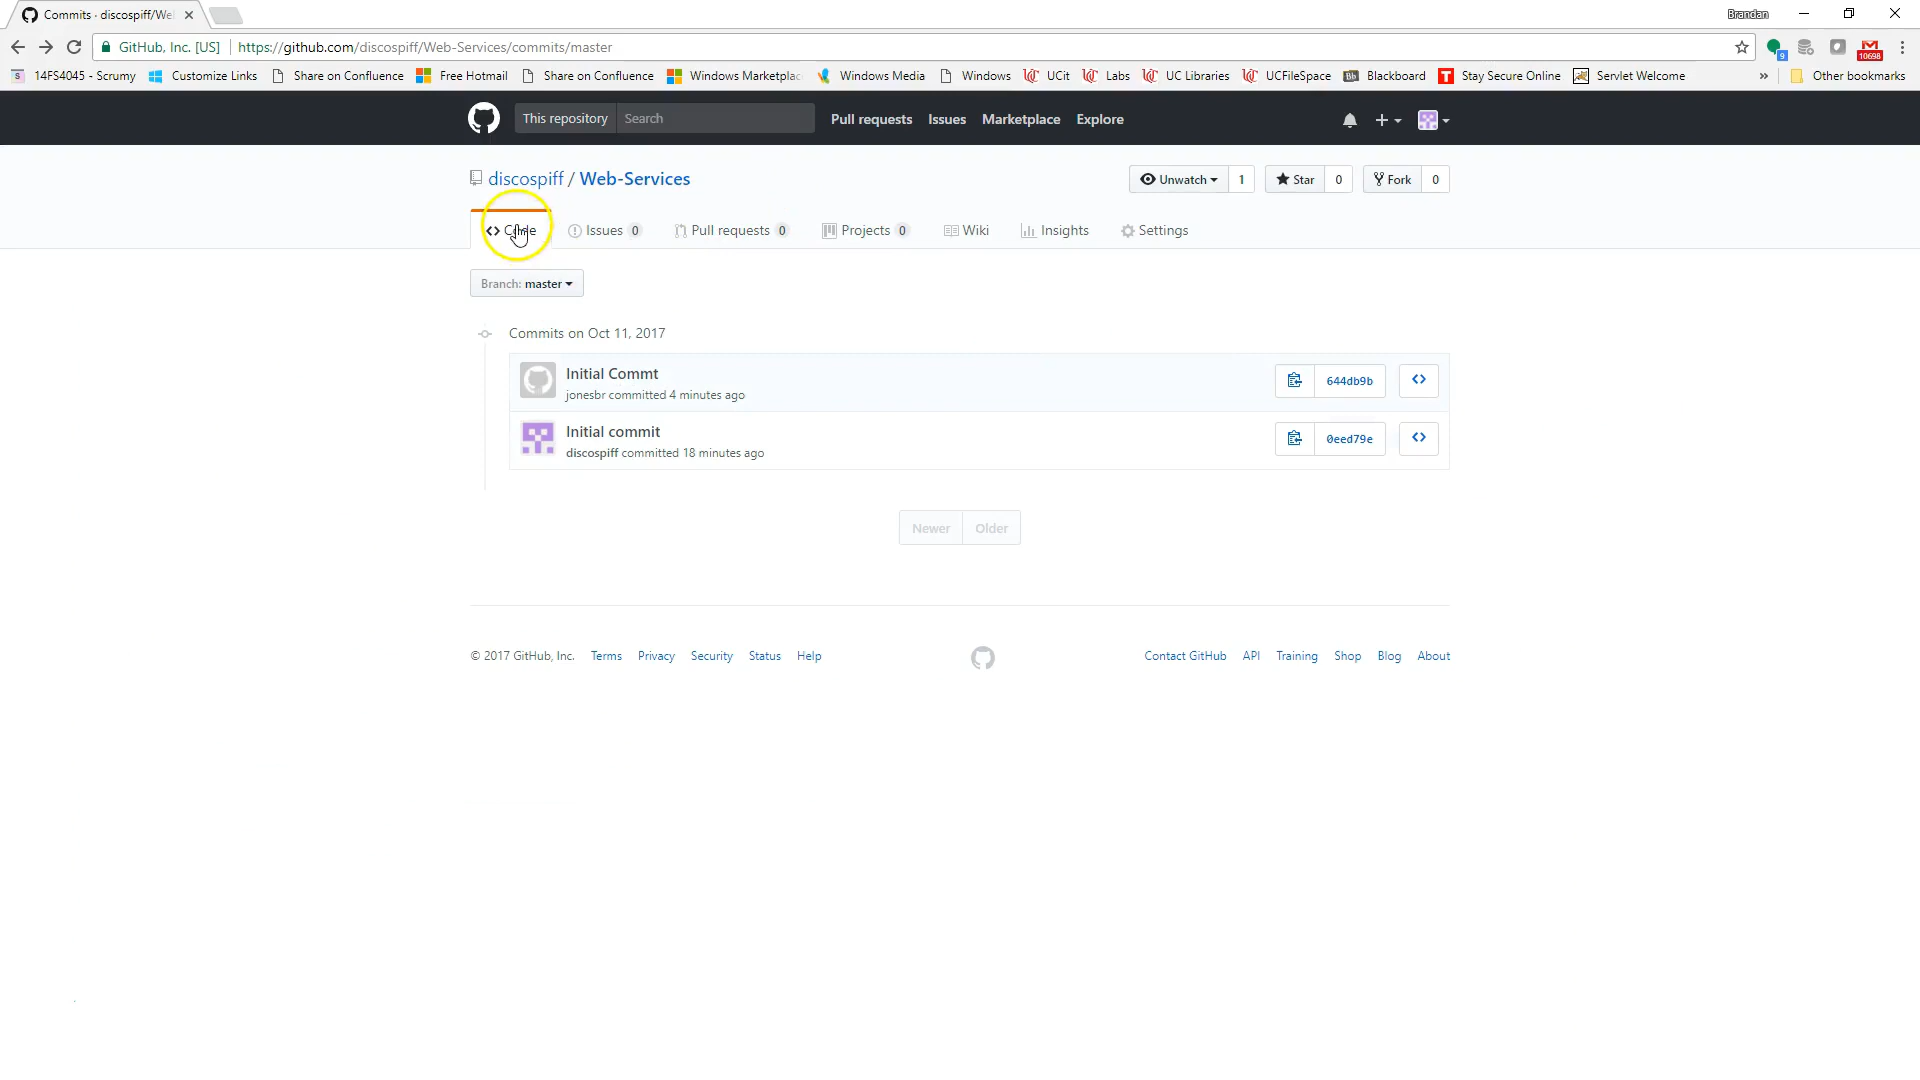 Commits · discospiff/We
Brandan
GitHub, Inc. [US]
https://github.com/discospiff/Web-Services/commits/master
9
10698
14FS4045 - Scrumy
Customize Links
Share on Confluence
Free Hotmail
Share on Confluence
Windows Marketplac
Windows Media
Windows
UCit
Labs
UC Libraries
UCFileSpace
Bb Blackboard
T Stay Secure Online
Servlet Welcome
»
Other bookmarks
This repository
Search
Pull requests
Issues
Marketplace
Explore
discospiff / Web-Services
Unwatch 1
Star 0
Fork 0
Issues 0
Pull requests 0
Projects 0
Wiki
Insights
Settings
Branch: master
Commits on Oct 11, 2017
Initial Commt
jonesbr committed 4 minutes ago
644db9b
Initial commit
discospiff committed 18 minutes ago
0eed79e
Newer
Older
© 2017 GitHub, Inc.
Terms
Privacy
Security
Status
Help
Contact GitHub
API
Training
Shop
Blog
About